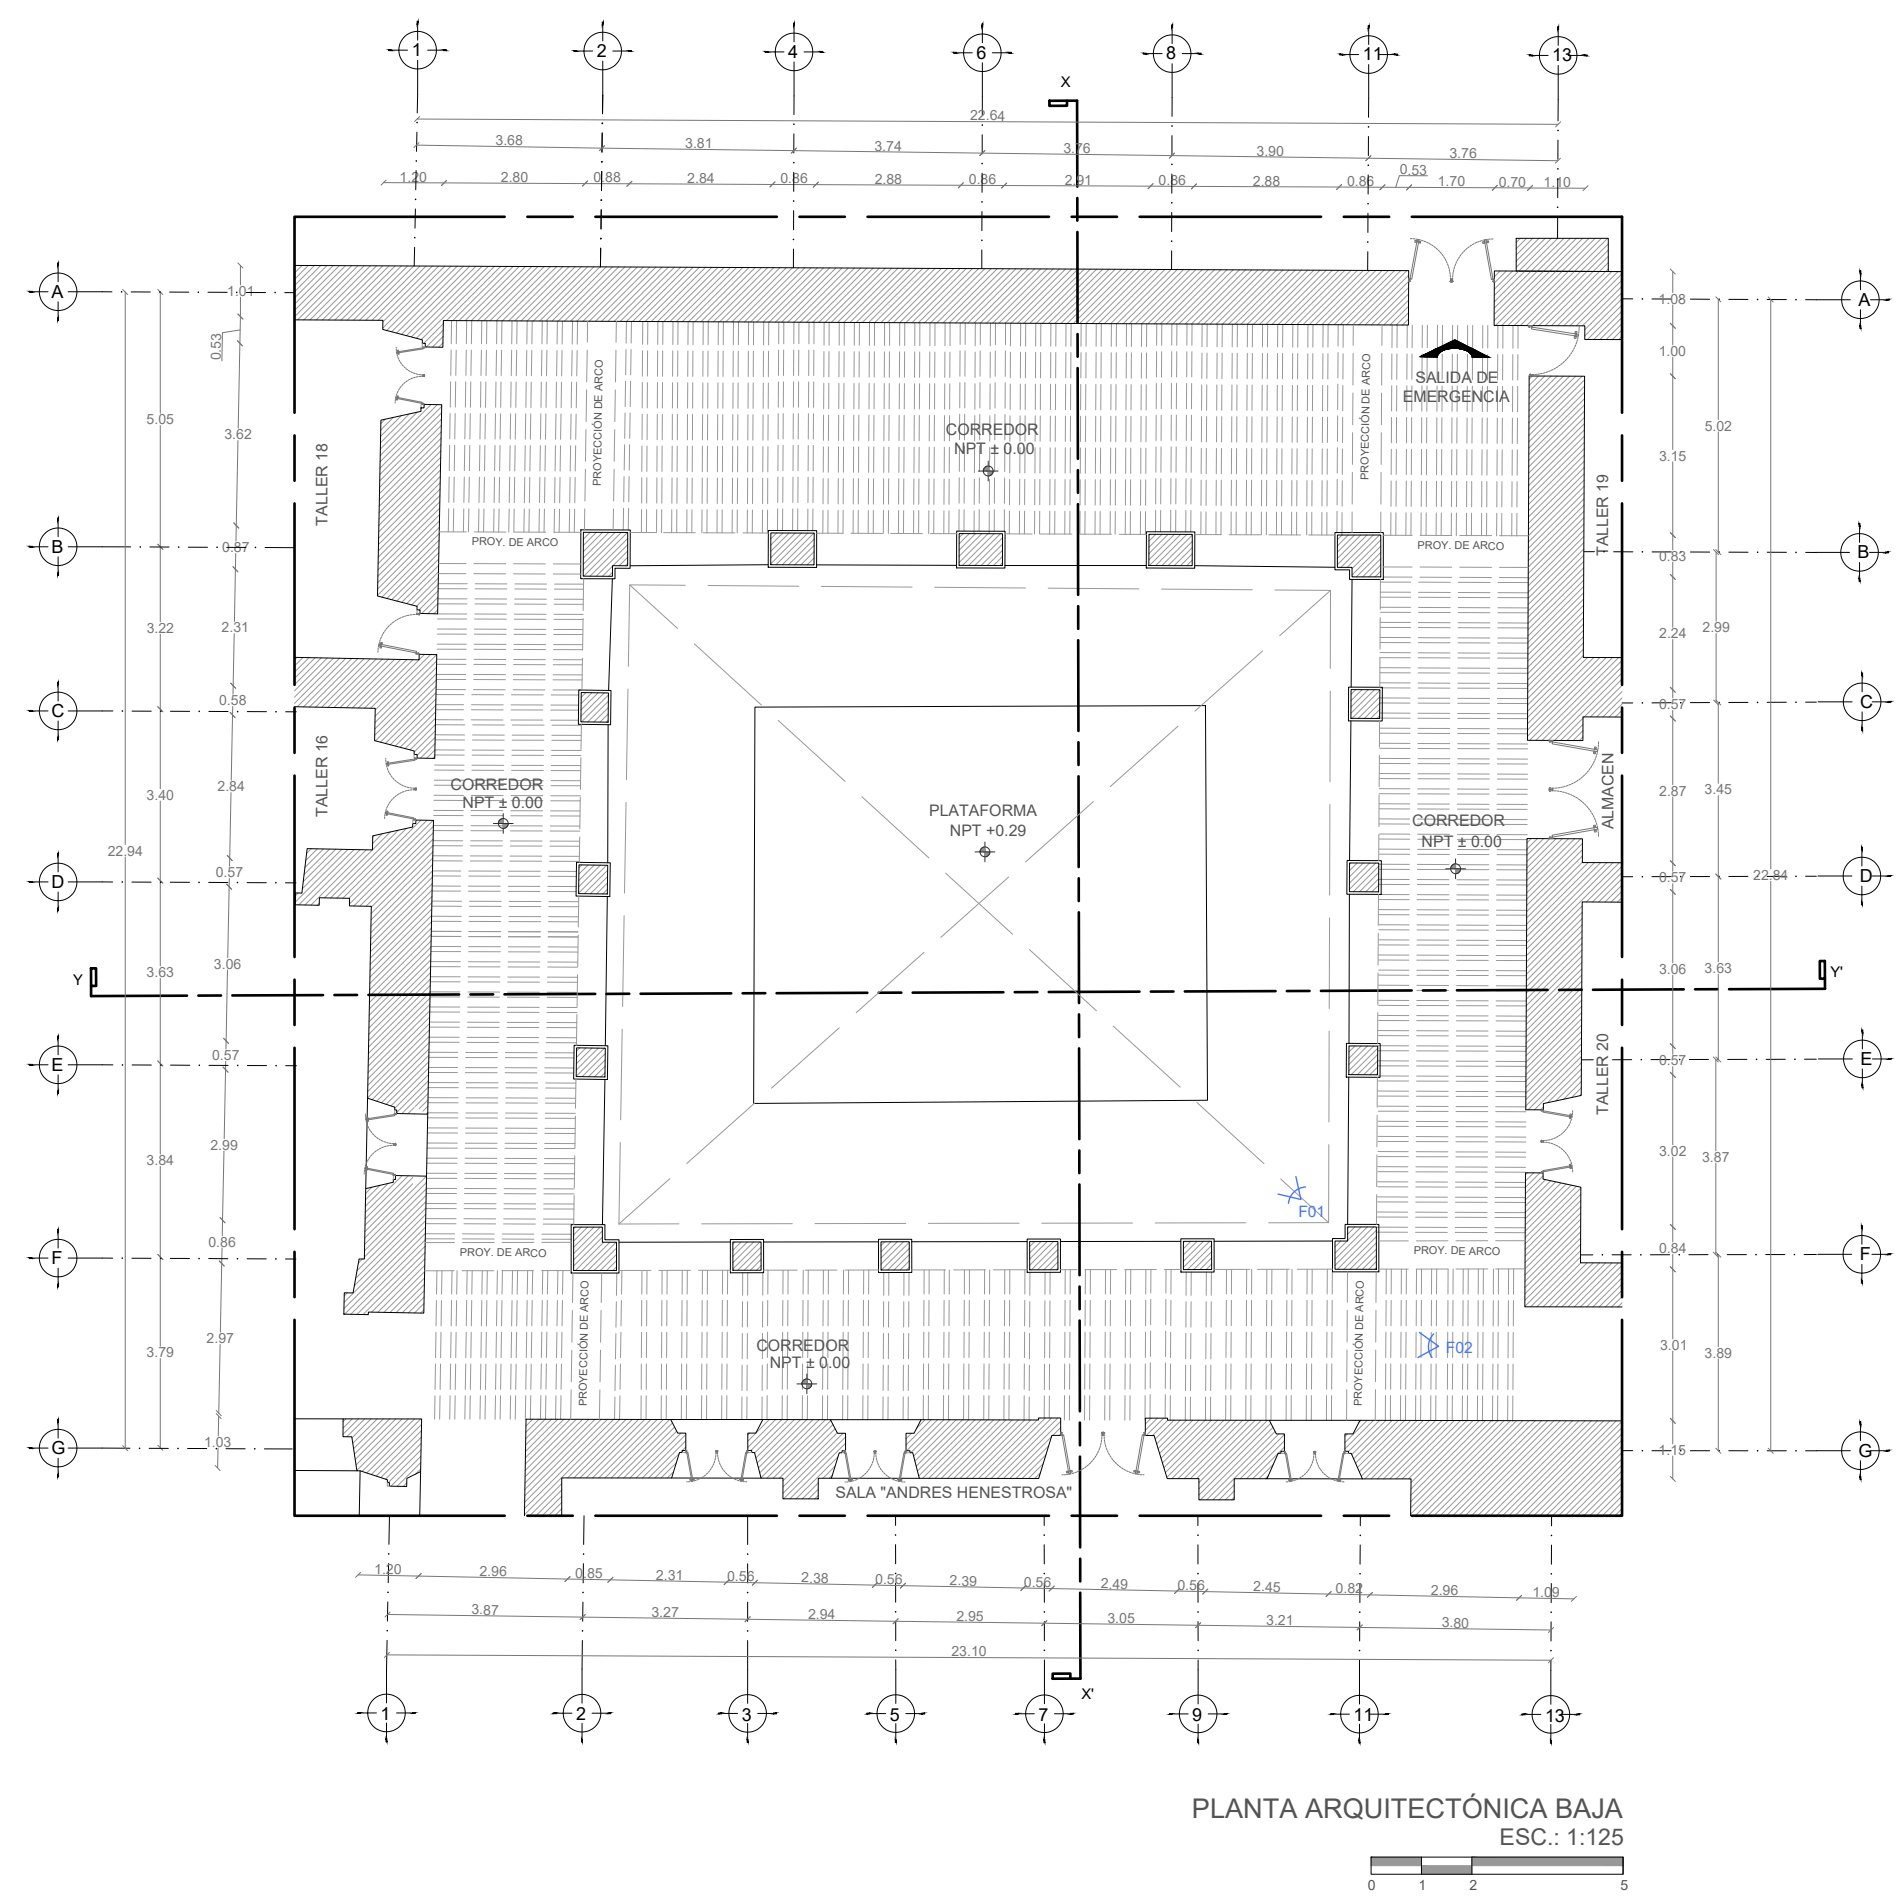 1 2 4 6 8 11 13
X
22.64
3.68 3.81 3.74 3.76 3.90 3.76
0.53
1.20 2.80 0.88 2.84 0.86 2.88 0.86 2.91 0.86 2.88 0.86 1.70 0.70 1.10
A 1.01 1.08 A
0.53 1.00
SALIDA DE
EMERGENCIA
PROYECCIÓN DE ARCO
PROYECCIÓN DE ARCO
5.05 3.62 5.02
CORREDOR
NPT ± 0.00
3.15
TALLER 18
TALLER 19
B 0.87 PROY. DE ARCO PROY. DE ARCO 0.83 B
3.22 2.31 2.24 2.99
C 0.58 0.57 C
TALLER 16
CORREDOR
NPT ± 0.00
3.40 2.84 2.87 3.45
ALMACEN
PLATAFORMA
NPT +0.29
CORREDOR
NPT ± 0.00
22.94 22.84
D 0.57 0.57 D
Y 3.63 3.06 3.06 3.63 Y'
E 0.57 0.57 E
TALLER 20
3.84 2.99 3.02 3.87
F01
F 0.86 PROY. DE ARCO PROY. DE ARCO 0.84 F
PROYECCIÓN DE ARCO
PROYECCIÓN DE ARCO
3.79 2.97 3.01 3.89
CORREDOR
NPT ± 0.00
F02
G 1.03 1.15 G
SALA "ANDRES HENESTROSA"
1.20 2.96 0.85 2.31 0.56 2.38 0.56 2.39 0.56 2.49 0.56 2.45 0.82 2.96 1.09
3.87 3.27 2.94 2.95 3.05 3.21 3.80
23.10
X'
1 2 3 5 7 9 11 13
PLANTA ARQUITECTÓNICA BAJA
ESC.: 1:125
0 1 2 5